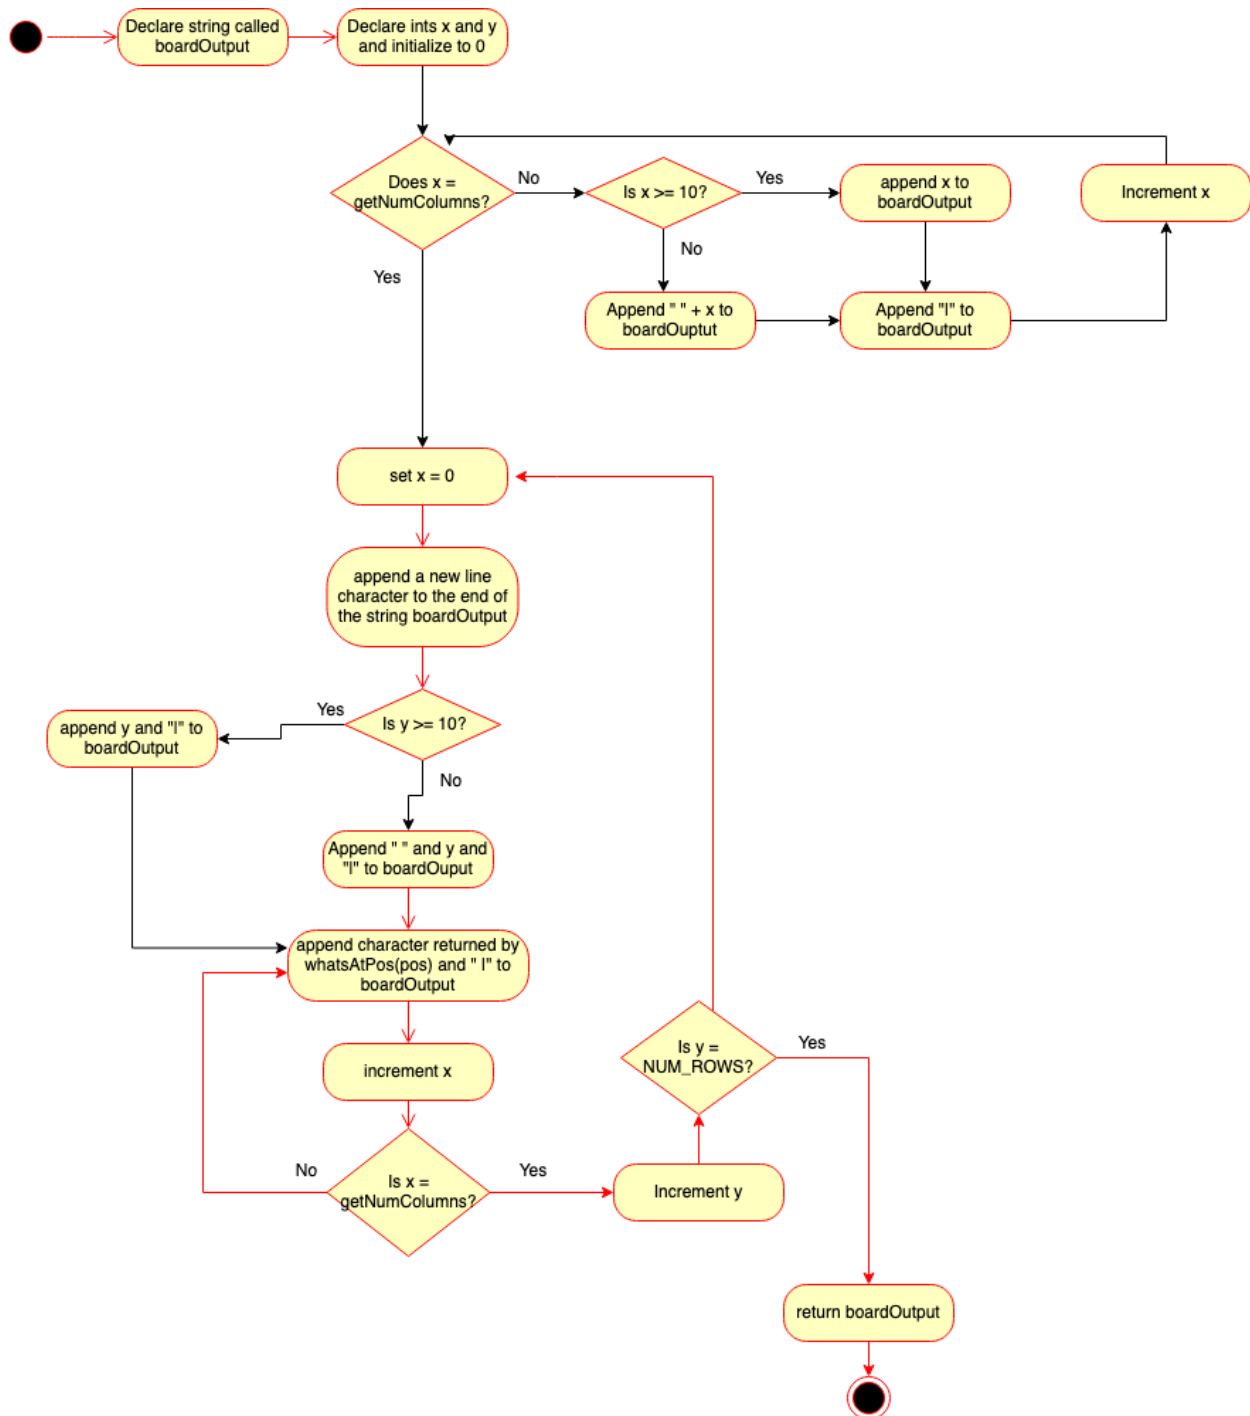 Declare string called
boardOutput
Declare ints x and y
and initialize to 0
Does x =
getNumColumns?
No
Is x >= 10?
Yes
append x to
boardOutput
Increment x
No
Yes
Append " " + x to
boardOuptut
Append "|" to
boardOutput
set x = 0
append a new line
character to the end of
the string boardOutput
Yes
Is y >= 10?
append y and "|" to
boardOutput
No
Append " " and y and
"|" to boardOuput
append character returned by
whatsAtPos(pos) and " |" to
boardOutput
Is y =
NUM_ROWS?
Yes
increment x
No
Is x =
getNumColumns?
Yes
Increment y
return boardOutput